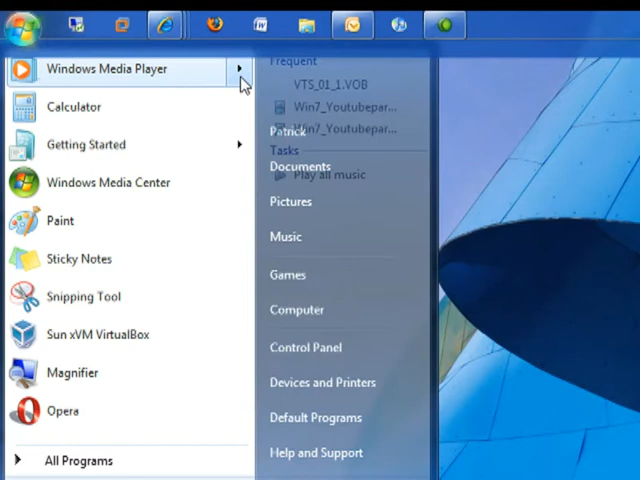 Windows Media Player
Calculator
Getting Started
Windows Media Center
Paint
Sticky Notes
Snipping Tool
Sun xVM VirtualBox
Magnifier
Opera
All Programs
Frequent
VTS_01_1.VOB
Win7_Youtubepar...
Win7_Youtubepar...
Patrick
Tasks
Documents
Play all music
Pictures
Music
Games
Computer
Control Panel
Devices and Printers
Default Programs
Help and Support